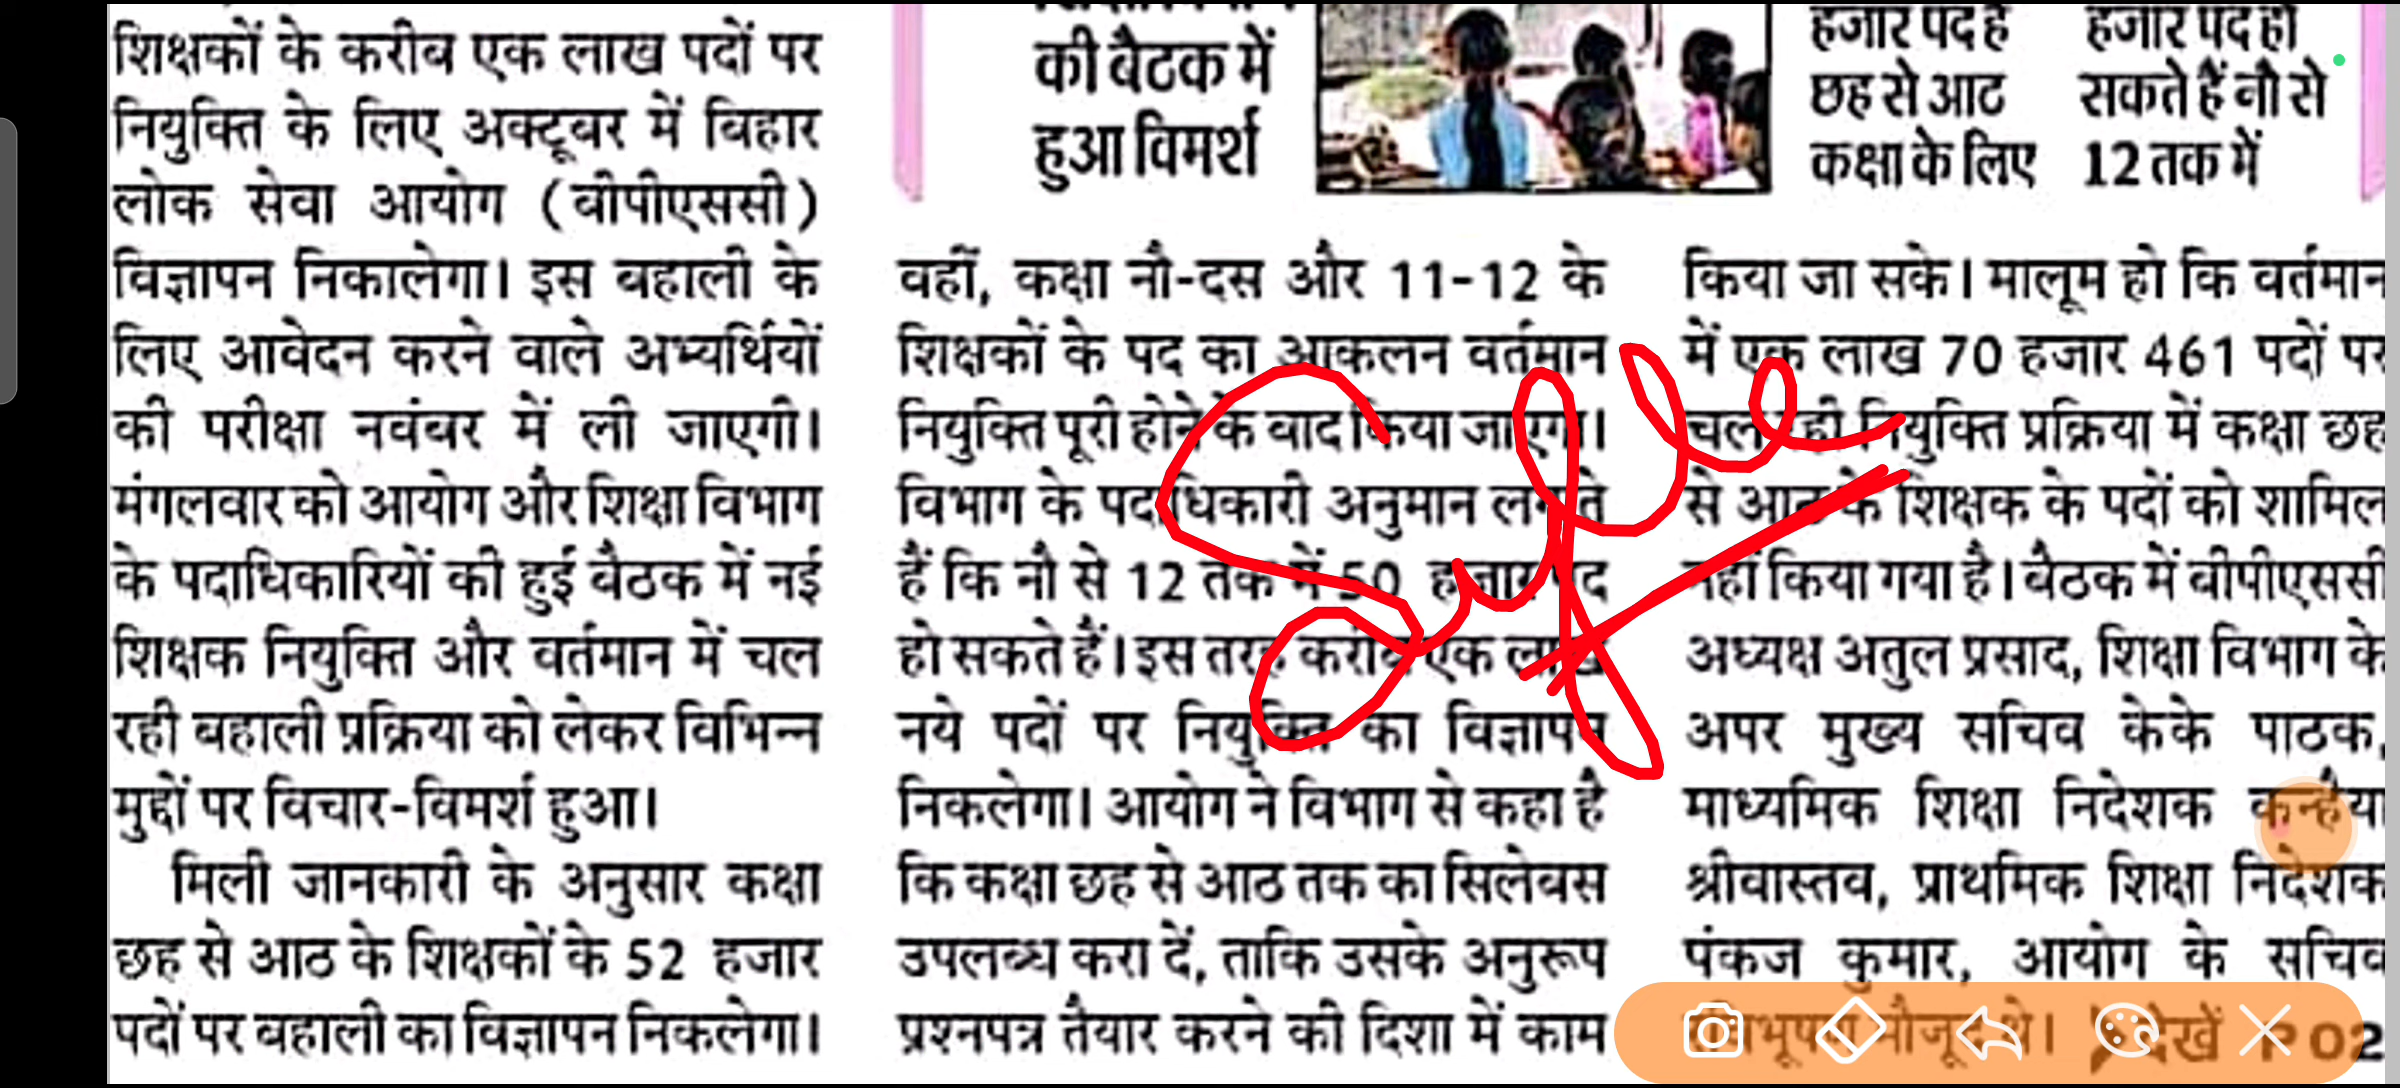 शिक्षकों के करीब एक लाख पदों पर
नियुक्ति के लिए अक्टूबर में बिहार
लोक सेवा आयोग (बीपीएससी)
विज्ञापन निकालेगा। इस बहाली के
लिए आवेदन करने वाले अभ्यर्थियों
की परीक्षा नवंबर में ली जाएगी।
मंगलवार को आयोग और शिक्षा विभाग
के पदाधिकारियों की हुई बैठक में नई
शिक्षक नियुक्ति और वर्तमान में चल
रही बहाली प्रक्रिया को लेकर विभिन्न
मुद्दों पर विचार-विमर्श हुआ।
मिली जानकारी के अनुसार कक्षा
छह से आठ के शिक्षकों के 52 हजार
पदों पर बहाली का विज्ञापन निकलेगा।
की बैठक में
हुआ विमर्श
हजार पद हैं
छह से आठ
कक्षा के लिए
हजार पद हो
सकते हैं नौ से
12 तक में
वहीं, कक्षा नौ-दस और 11-12 के
शिक्षकों के पद का आकलन वर्तमान
नियुक्ति पूरी होने के बाद किया जाएगा।
विभाग के पदाधिकारी अनुमान लगाते
हैं कि नौ से 12 तक में 50 हजार पद
हो सकते हैं। इस तरह करीब एक लाख
नये पदों पर नियुक्ति का विज्ञापन
निकलेगा। आयोग ने विभाग से कहा है
कि कक्षा छह से आठ तक का सिलेबस
उपलब्ध करा दें, ताकि उसके अनुरूप
प्रश्नपत्र तैयार करने की दिशा में काम
किया जा सके। मालूम हो कि वर्तमान
में एक लाख 70 हजार 461 पदों पर
चल रही नियुक्ति प्रक्रिया में कक्षा छह
से आठ के शिक्षक के पदों को शामिल
नहीं किया गया है। बैठक में बीपीएससी
अध्यक्ष अतुल प्रसाद, शिक्षा विभाग के
अपर मुख्य सचिव केके पाठक,
माध्यमिक शिक्षा निदेशक कन्हैया
श्रीवास्तव, प्राथमिक शिक्षा निदेशक
पंकज कुमार, आयोग के सचिव
मौजूद थे। देखें P 02